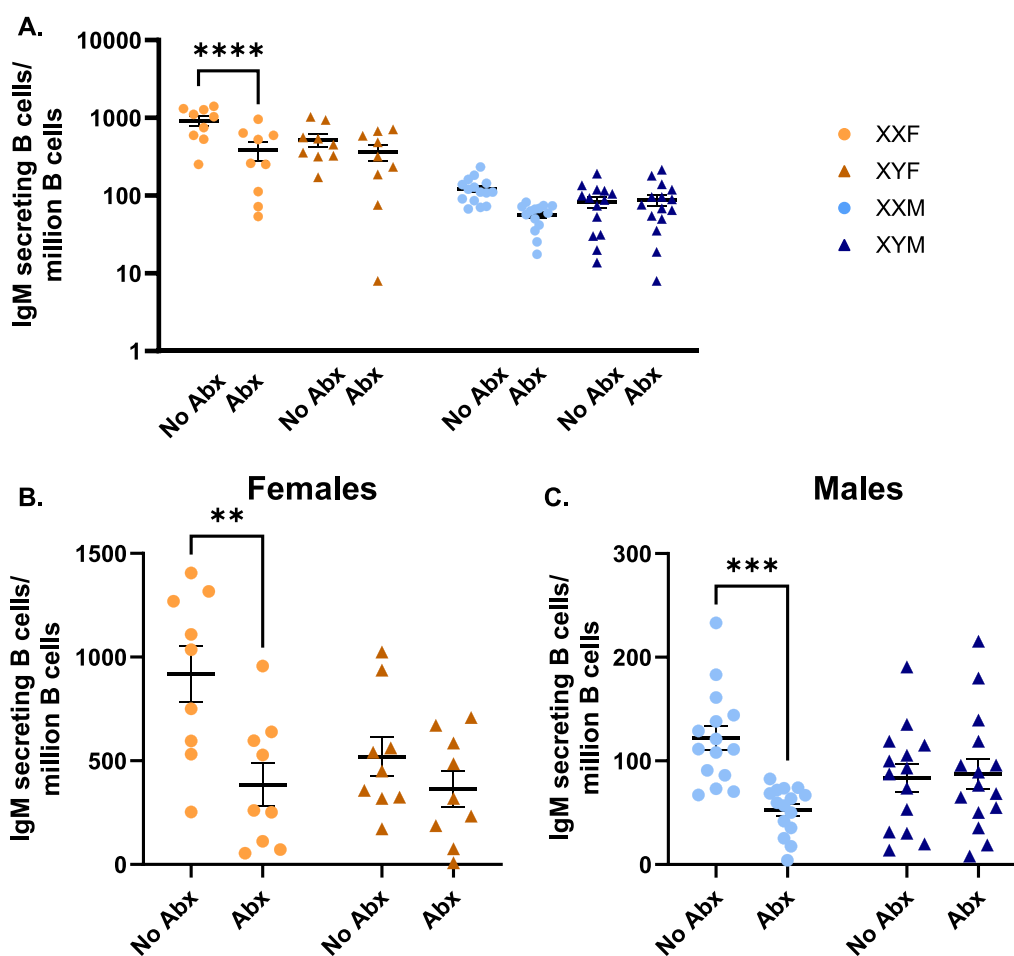 A.
IgM secreting B cells/
million B cells
10000
1000
100
10
1
****
No Abx
Abx
No Abx
Abx
No Abx
Abx
No Abx
Abx
XXF
XYF
XXM
XYM
B.
Females
IgM secreting B cells/
million B cells
1500
1000
500
0
**
No Abx
Abx
No Abx
Abx
C.
Males
IgM secreting B cells/
million B cells
300
200
100
0
***
No Abx
Abx
No Abx
Abx